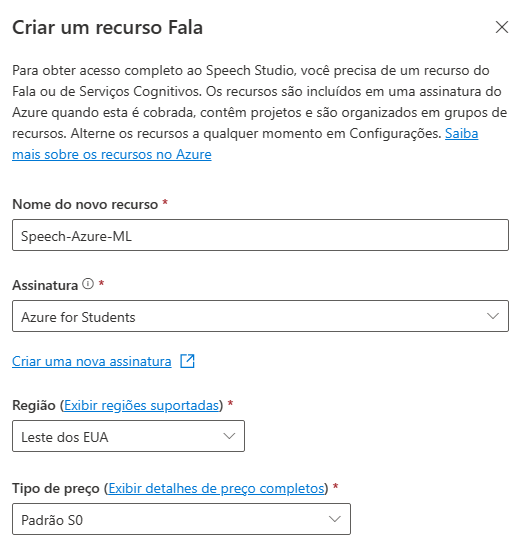 Criar um recurso Fala
Para obter acesso completo ao Speech Studio, você precisa de um recurso do
Fala ou de Serviços Cognitivos. Os recursos são incluídos em uma assinatura do
Azure quando esta é cobrada, contêm projetos e são organizados em grupos de
recursos. Alterne os recursos a qualquer momento em Configurações. Saiba
mais sobre os recursos no Azure
Nome do novo recurso *
Speech-Azure-ML
Assinatura *
Azure for Students
Criar uma nova assinatura
Região (Exibir regiões suportadas) *
Leste dos EUA
Tipo de preço (Exibir detalhes de preço completos) *
Padrão S0